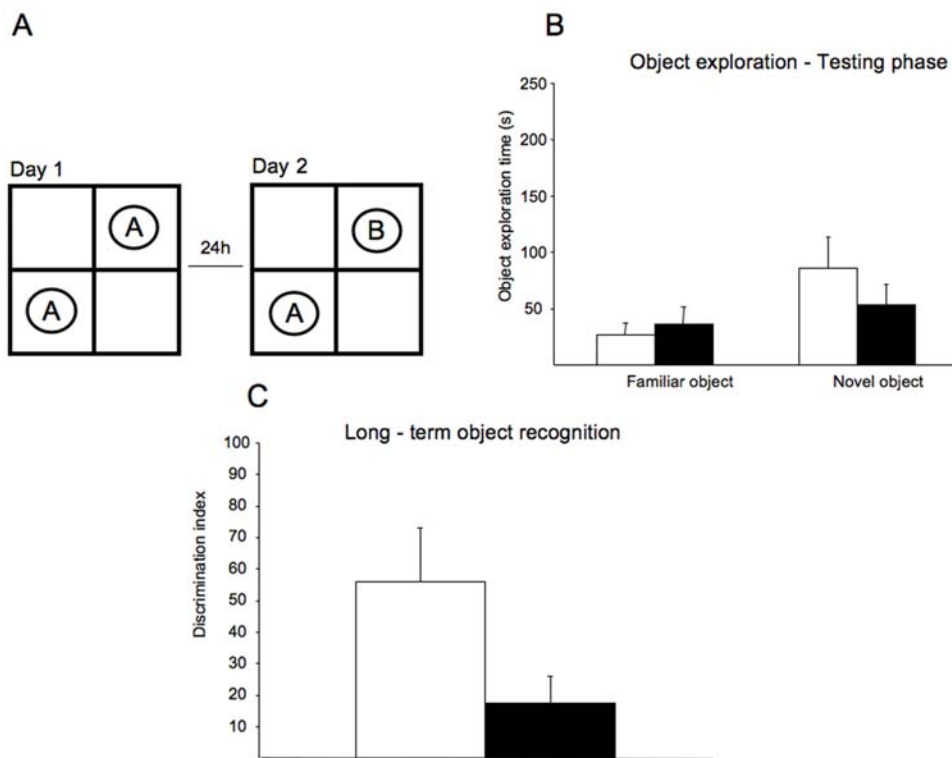 A
Day 1
A
A
24h
Day 2
B
A
B
Object exploration - Testing phase
Object exploration time (s)
250
200
150
100
50
Familiar object
Novel object
C
Long - term object recognition
Discrimination index
100
90
80
70
60
50
40
30
20
10